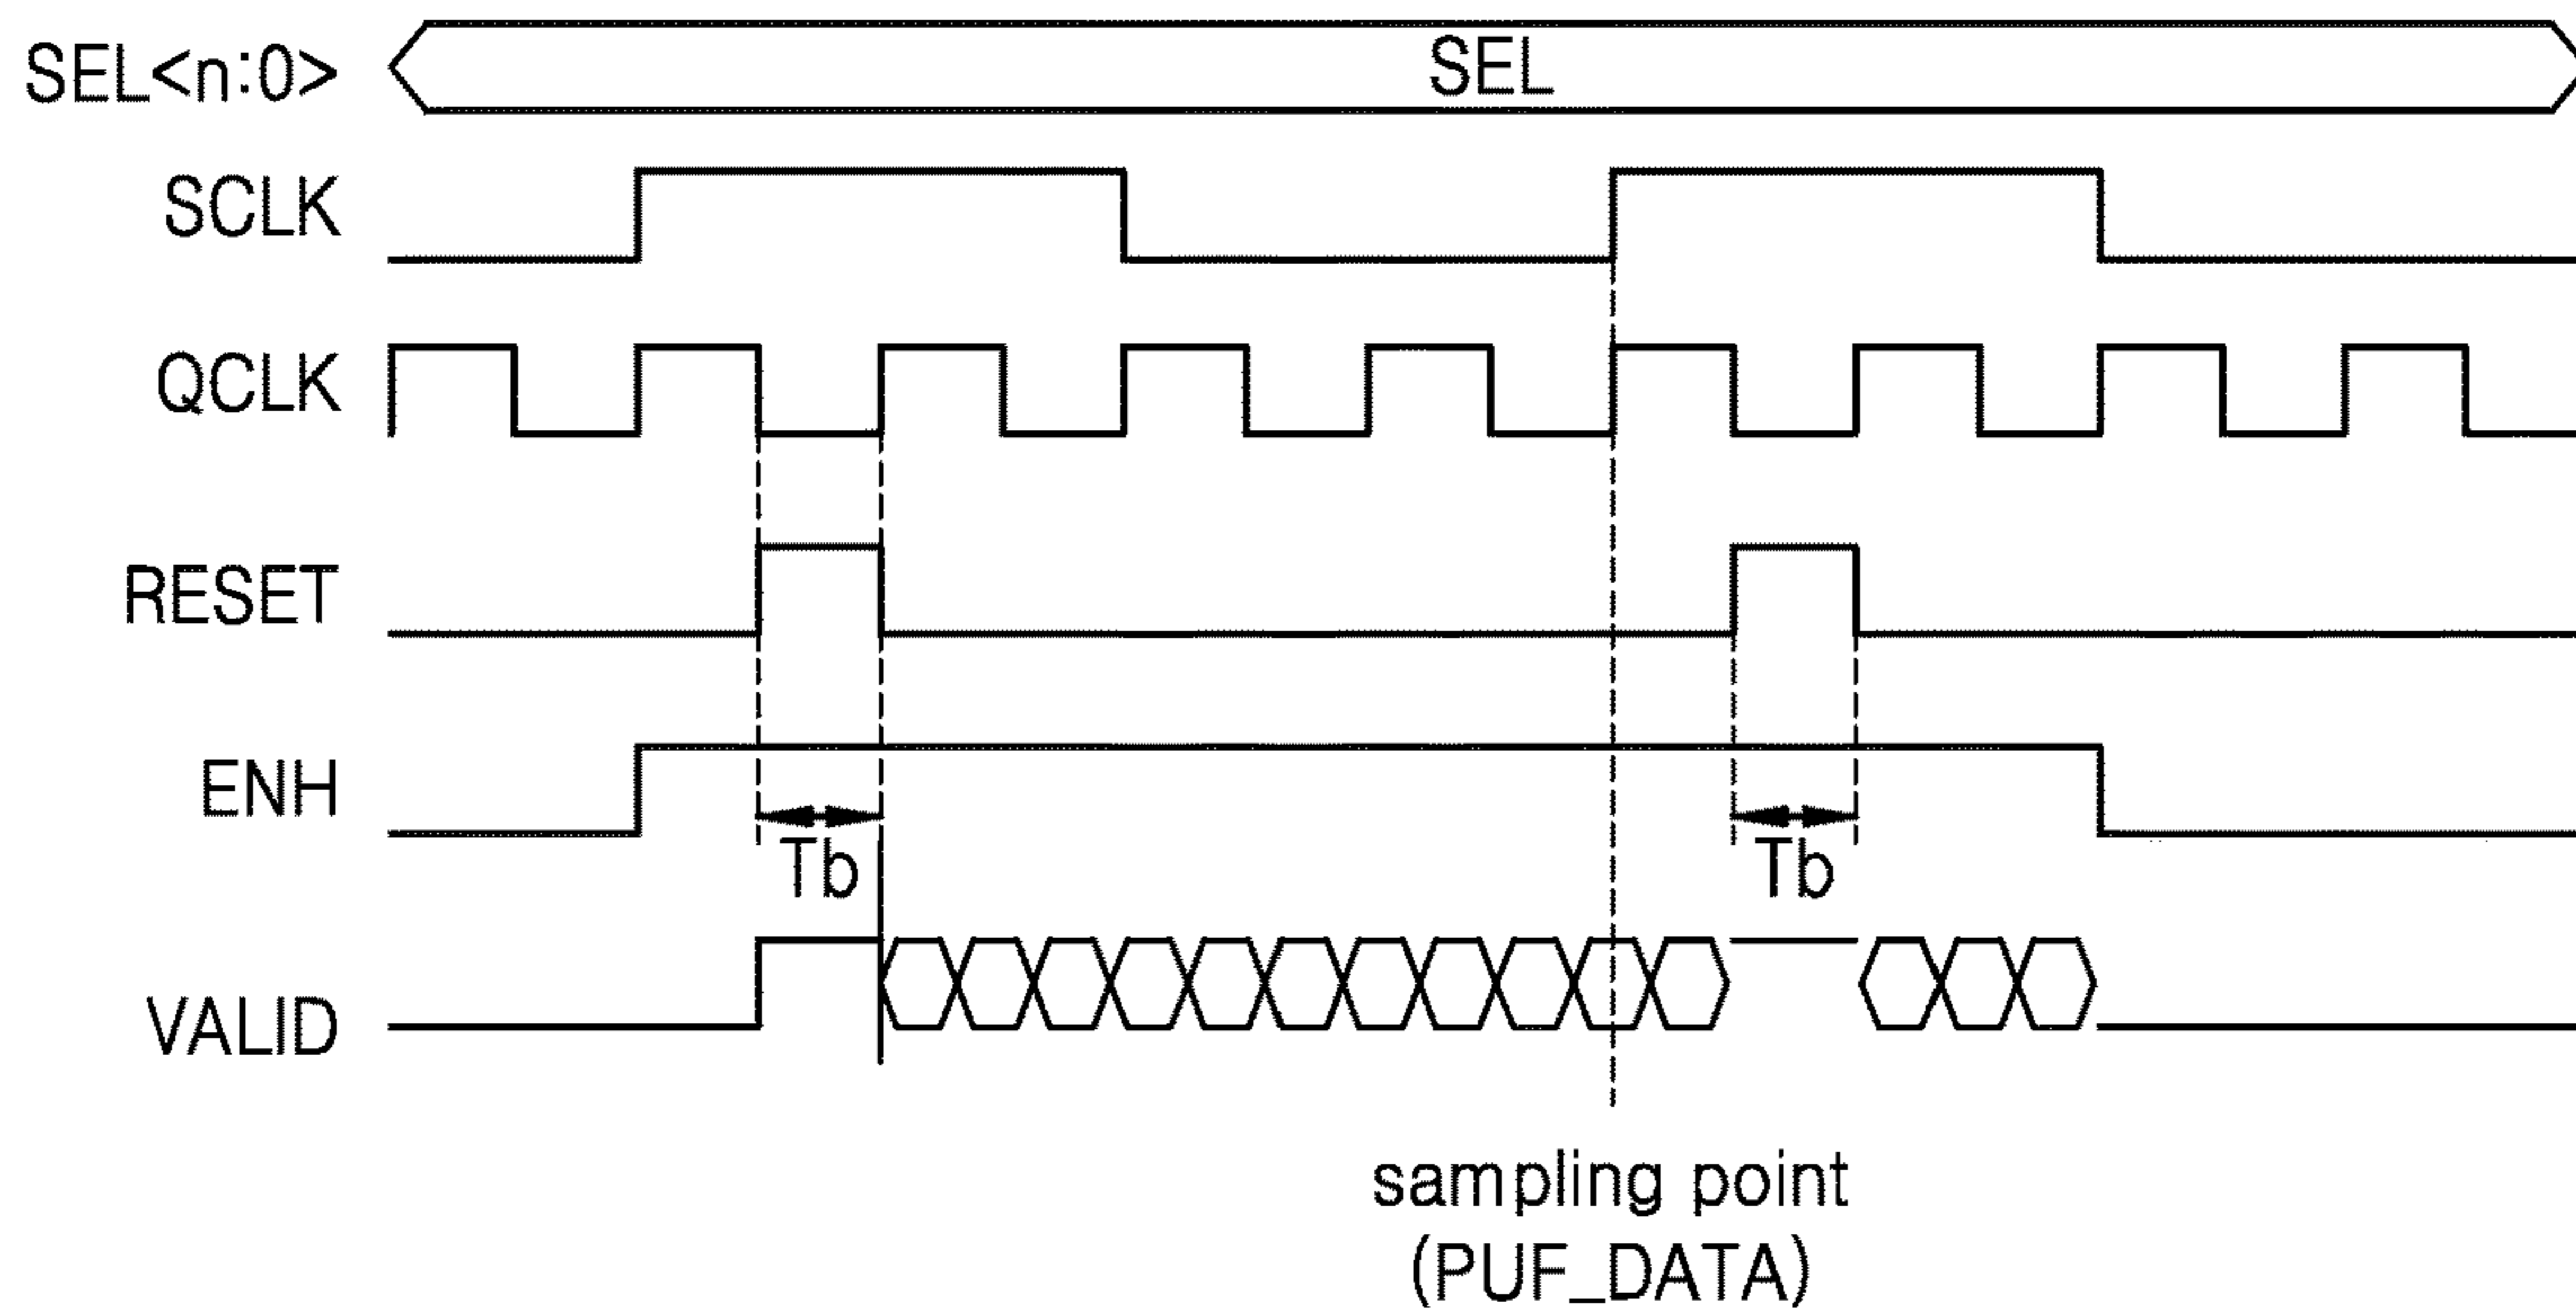 SEL<n:0>
SEL
SCLK
QCLK
RESET
ENH
Tb
Tb
VALID
sampling point
(PUF_DATA)